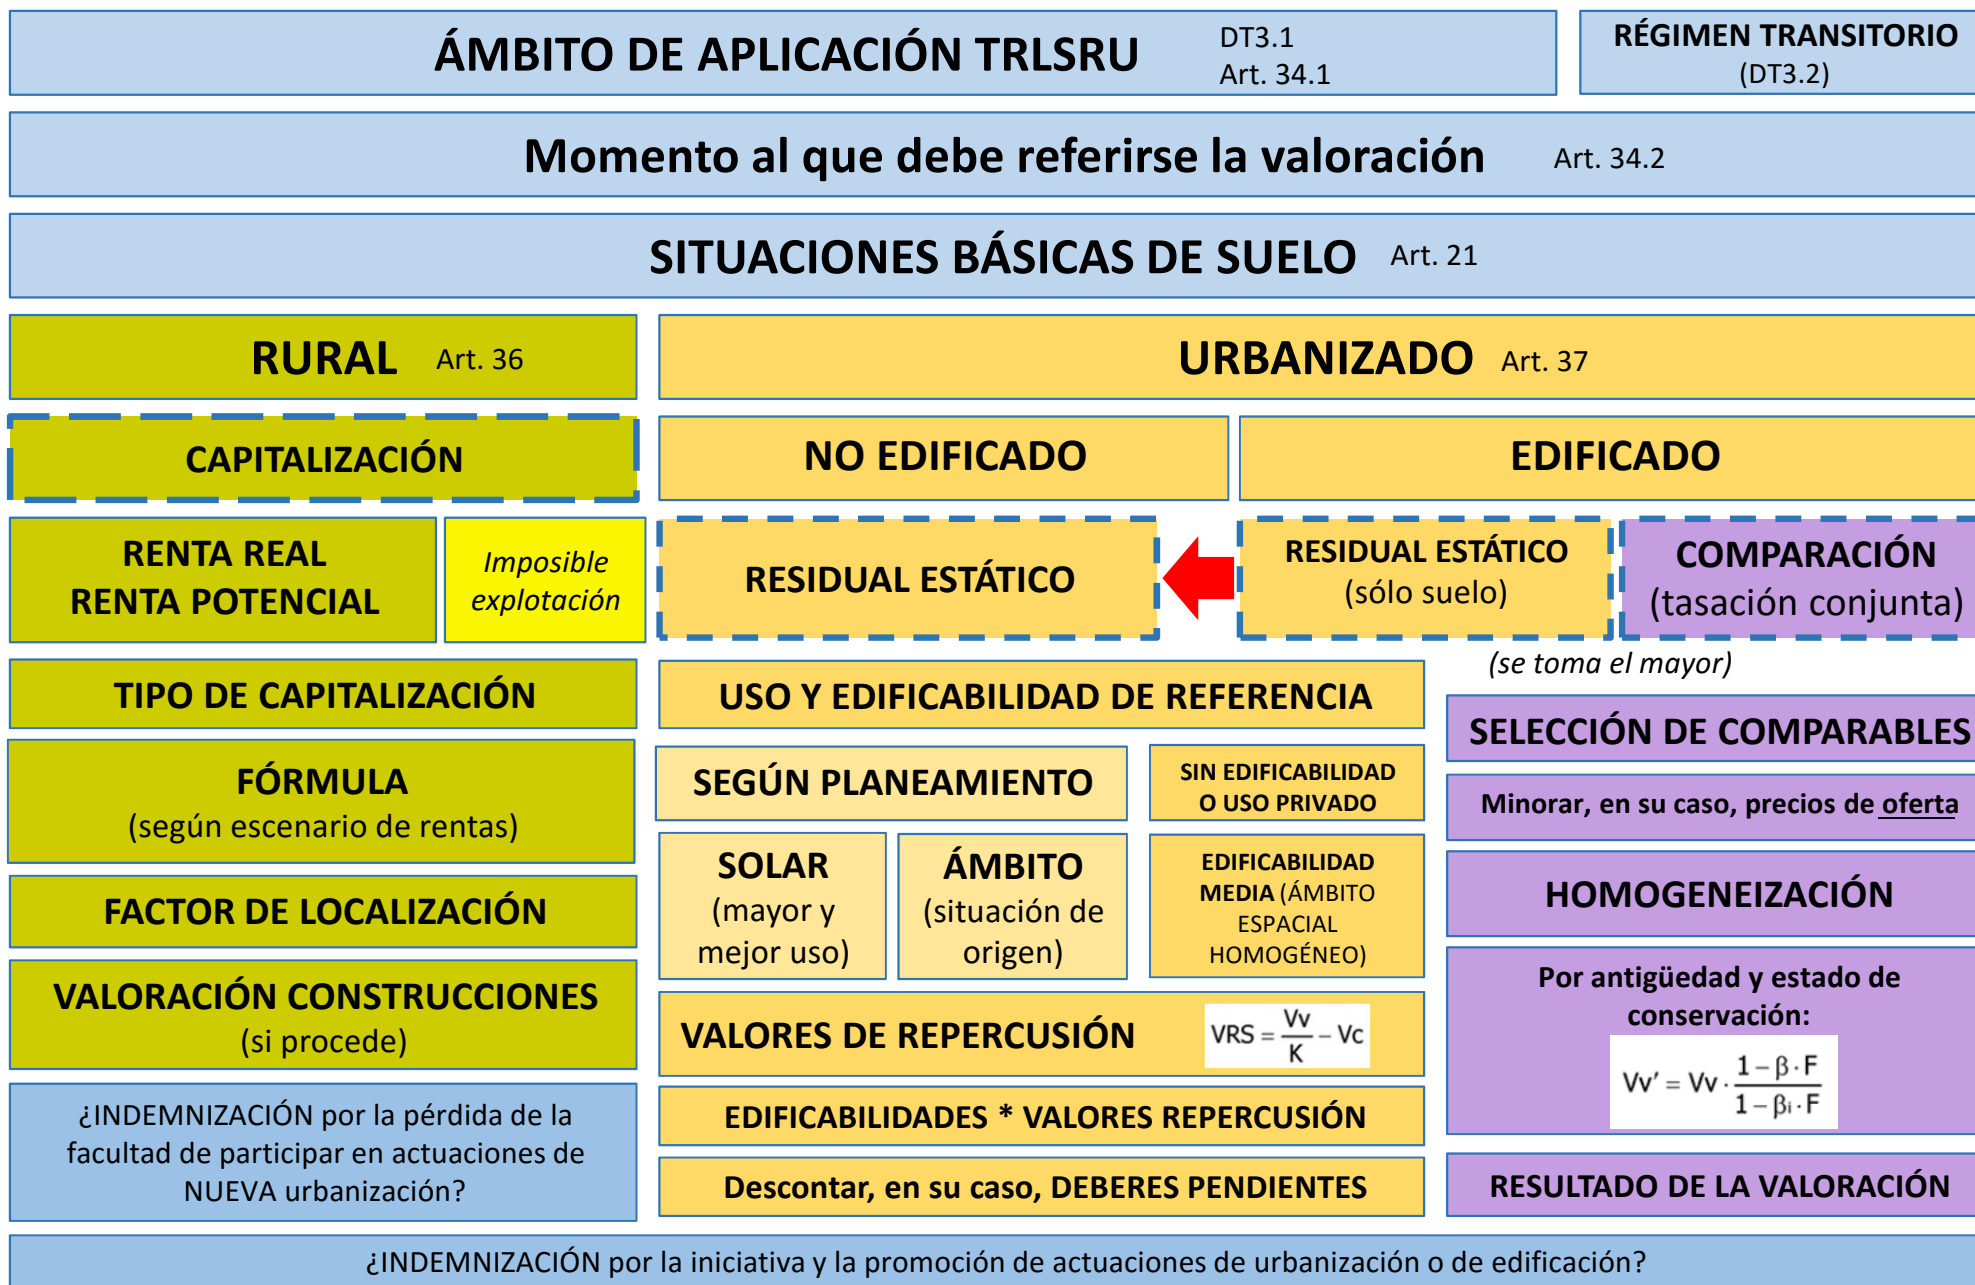 ÁMBITO DE APLICACIÓN TRLSRU
DT3.1
Art. 34.1
RÉGIMEN TRANSITORIO
(DT3.2)
Momento al que debe referirse la valoración Art. 34.2
SITUACIONES BÁSICAS DE SUELO Art. 21
RURAL Art. 36
URBANIZADO Art. 37
CAPITALIZACIÓN
NO EDIFICADO
EDIFICADO
RENTA REAL
RENTA POTENCIAL
Imposible
explotación
RESIDUAL ESTÁTICO
RESIDUAL ESTÁTICO
(sólo suelo)
COMPARACIÓN
(tasación conjunta)
(se toma el mayor)
TIPO DE CAPITALIZACIÓN
FÓRMULA
(según escenario de rentas)
FACTOR DE LOCALIZACIÓN
VALORACIÓN CONSTRUCCIONES
(si procede)
¿INDEMNIZACIÓN por la pérdida de la
facultad de participar en actuaciones de
NUEVA urbanización?
USO Y EDIFICABILIDAD DE REFERENCIA
SEGÚN PLANEAMIENTO
SIN EDIFICABILIDAD
O USO PRIVADO
SOLAR
(mayor y
mejor uso)
ÁMBITO
(situación de
origen)
EDIFICABILIDAD
MEDIA (ÁMBITO
ESPACIAL
HOMOGÉNEO)
VALORES DE REPERCUSIÓN
VRS = Vv/K − Vc
EDIFICABILIDADES * VALORES REPERCUSIÓN
Descontar, en su caso, DEBERES PENDIENTES
SELECCIÓN DE COMPARABLES
Minorar, en su caso, precios de oferta
HOMOGENEIZACIÓN
Por antigüedad y estado de
conservación:
Vv' = Vv · (1 − β · F)/(1 − βi · F)
RESULTADO DE LA VALORACIÓN
¿INDEMNIZACIÓN por la iniciativa y la promoción de actuaciones de urbanización o de edificación?